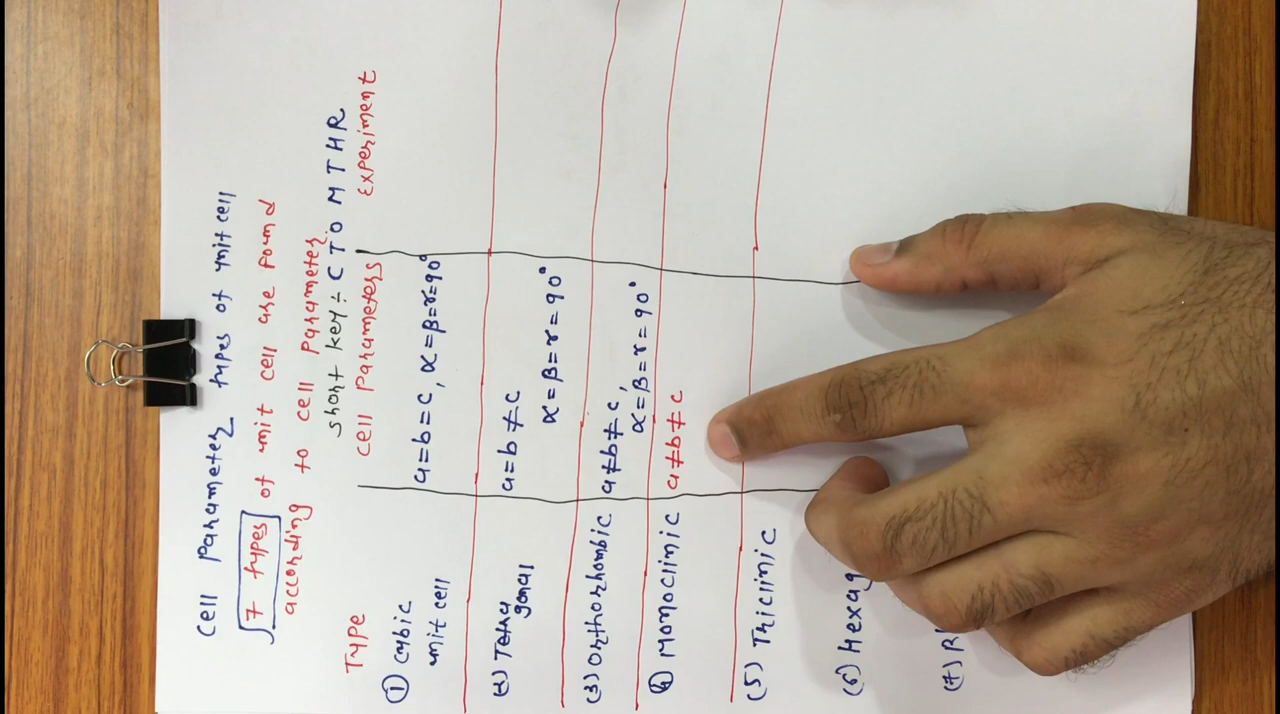 Cell Parameter types of unit cell
7 types of unit cell are found
according to cell Parameter
short key ÷ C T O M T H R
TYPE Cell Parameters Experiment
① Cubic unit cell a = b = c, α = β = γ = 90°
(2) Tetra gonal a = b ≠ c α = β = γ = 90°
(3) Orthorhombic a ≠ b ≠ c, α = β = γ = 90°
④ Monoclinic a ≠ b ≠ c
(5) Triclinic
(6) Hexag
(7) R